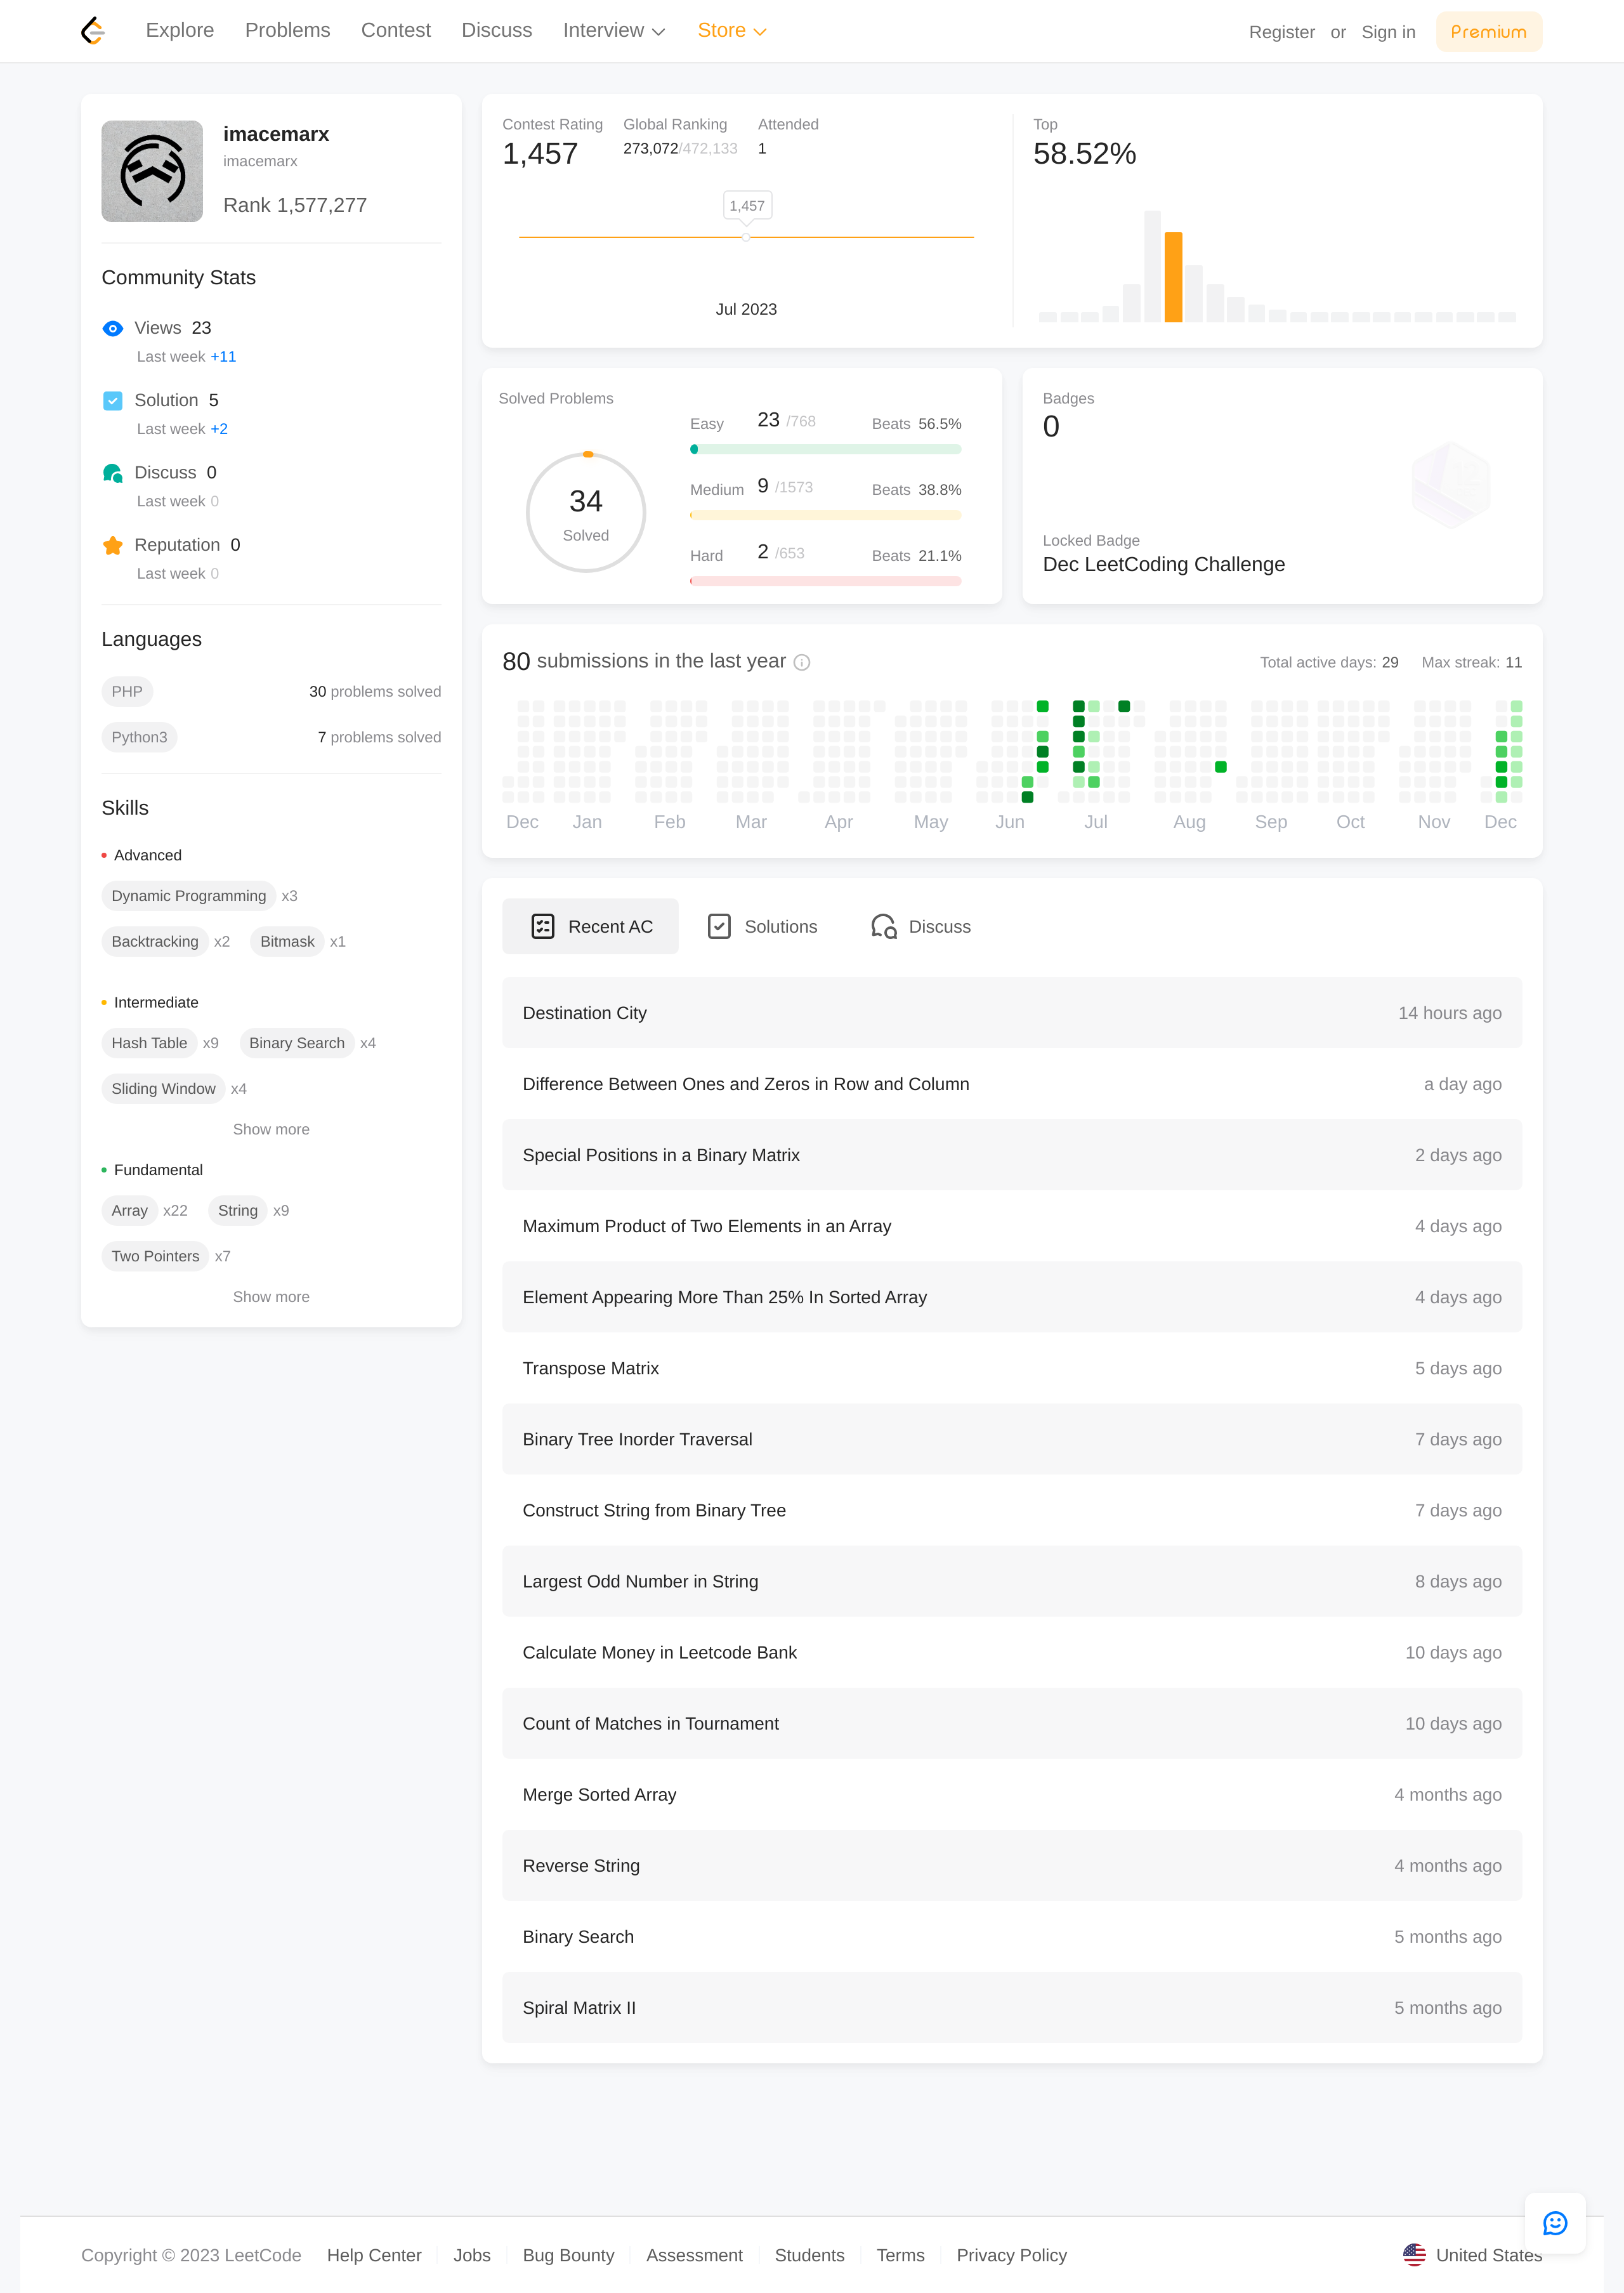 Explore Problems Contest Discuss Interview Store Register or Sign in Premium
imacemarx
imacemarx
Rank 1,577,277
Community Stats
Views 23
Last week +11
Solution 5
Last week +2
Discuss 0
Last week 0
Reputation 0
Last week 0
Languages
PHP 30 problems solved
Python3 7 problems solved
Skills
Advanced
Dynamic Programming x3
Backtracking x2 Bitmask x1
Intermediate
Hash Table x9 Binary Search x4
Sliding Window x4
Show more
Fundamental
Array x22 String x9
Two Pointers x7
Show more
Contest Rating Global Ranking Attended
1,457 273,072/472,133 1
1,457
Jul 2023
Top
58.52%
Solved Problems
34
Solved
Easy 23 /768 Beats 56.5%
Medium 9 /1573 Beats 38.8%
Hard 2 /653 Beats 21.1%
Badges
0
Locked Badge
Dec LeetCoding Challenge
80 submissions in the last year Total active days: 29 Max streak: 11
Dec Jan Feb Mar Apr May Jun Jul Aug Sep Oct Nov Dec
Recent AC Solutions Discuss
Destination City 14 hours ago
Difference Between Ones and Zeros in Row and Column a day ago
Special Positions in a Binary Matrix 2 days ago
Maximum Product of Two Elements in an Array 4 days ago
Element Appearing More Than 25% In Sorted Array 4 days ago
Transpose Matrix 5 days ago
Binary Tree Inorder Traversal 7 days ago
Construct String from Binary Tree 7 days ago
Largest Odd Number in String 8 days ago
Calculate Money in Leetcode Bank 10 days ago
Count of Matches in Tournament 10 days ago
Merge Sorted Array 4 months ago
Reverse String 4 months ago
Binary Search 5 months ago
Spiral Matrix II 5 months ago
Copyright © 2023 LeetCode Help Center Jobs Bug Bounty Assessment Students Terms Privacy Policy United States